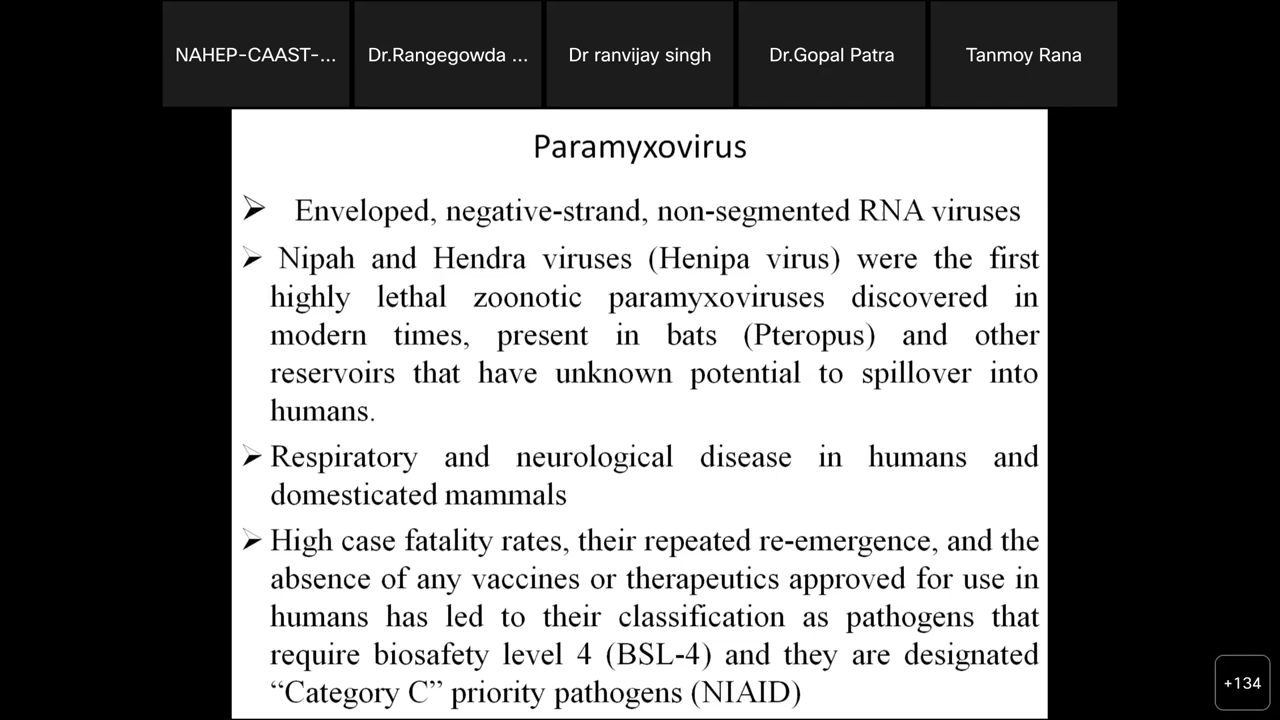 NAHEP-CAAST-...
Dr.Rangegowda ...
Dr ranvijay singh
Dr.Gopal Patra
Tanmoy Rana
Paramyxovirus
➢ Enveloped, negative-strand, non-segmented RNA viruses
➢ Nipah and Hendra viruses (Henipa virus) were the first
highly lethal zoonotic paramyxoviruses discovered in
modern times, present in bats (Pteropus) and other
reservoirs that have unknown potential to spillover into
humans.
➢ Respiratory and neurological disease in humans and
domesticated mammals
➢ High case fatality rates, their repeated re-emergence, and the
absence of any vaccines or therapeutics approved for use in
humans has led to their classification as pathogens that
require biosafety level 4 (BSL-4) and they are designated
“Category C” priority pathogens (NIAID)
+134